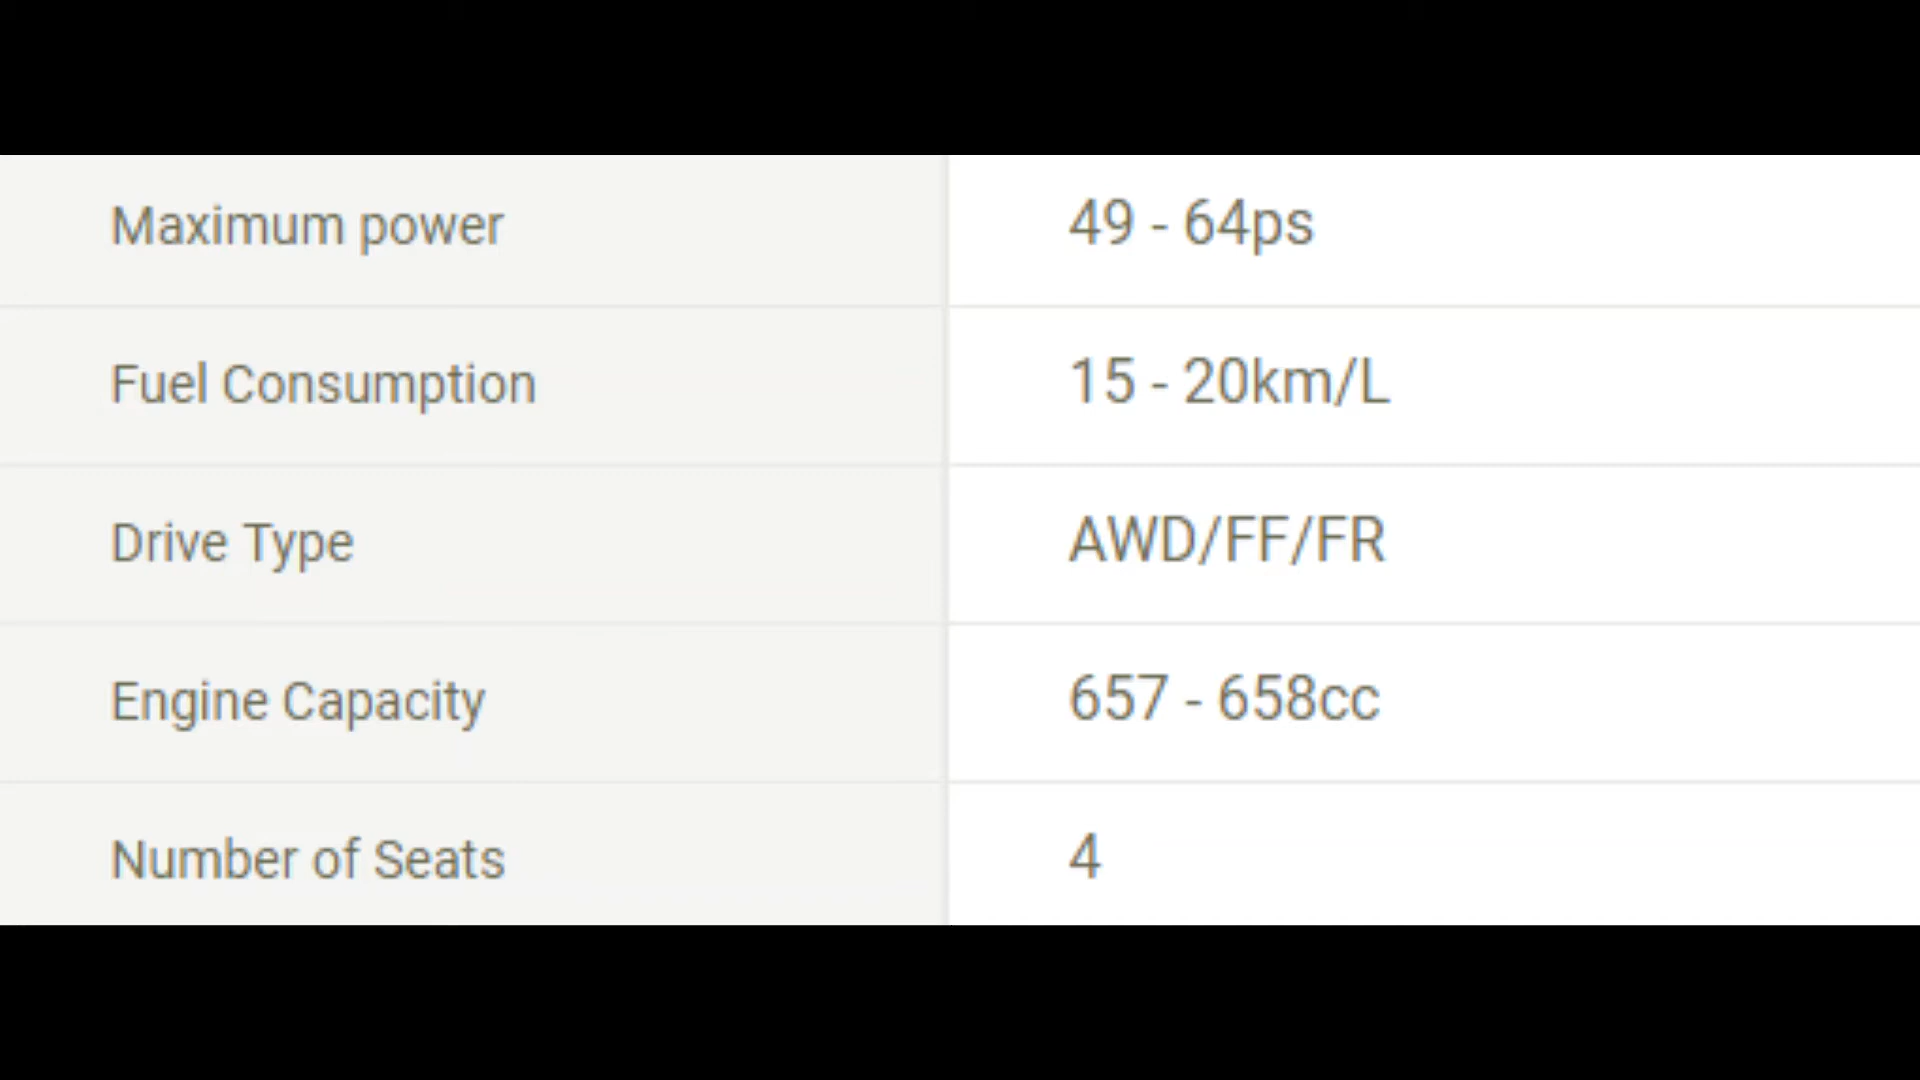 Maximum power 49 - 64ps
Fuel Consumption 15 - 20km/L
Drive Type AWD/FF/FR
Engine Capacity 657 - 658cc
Number of Seats 4